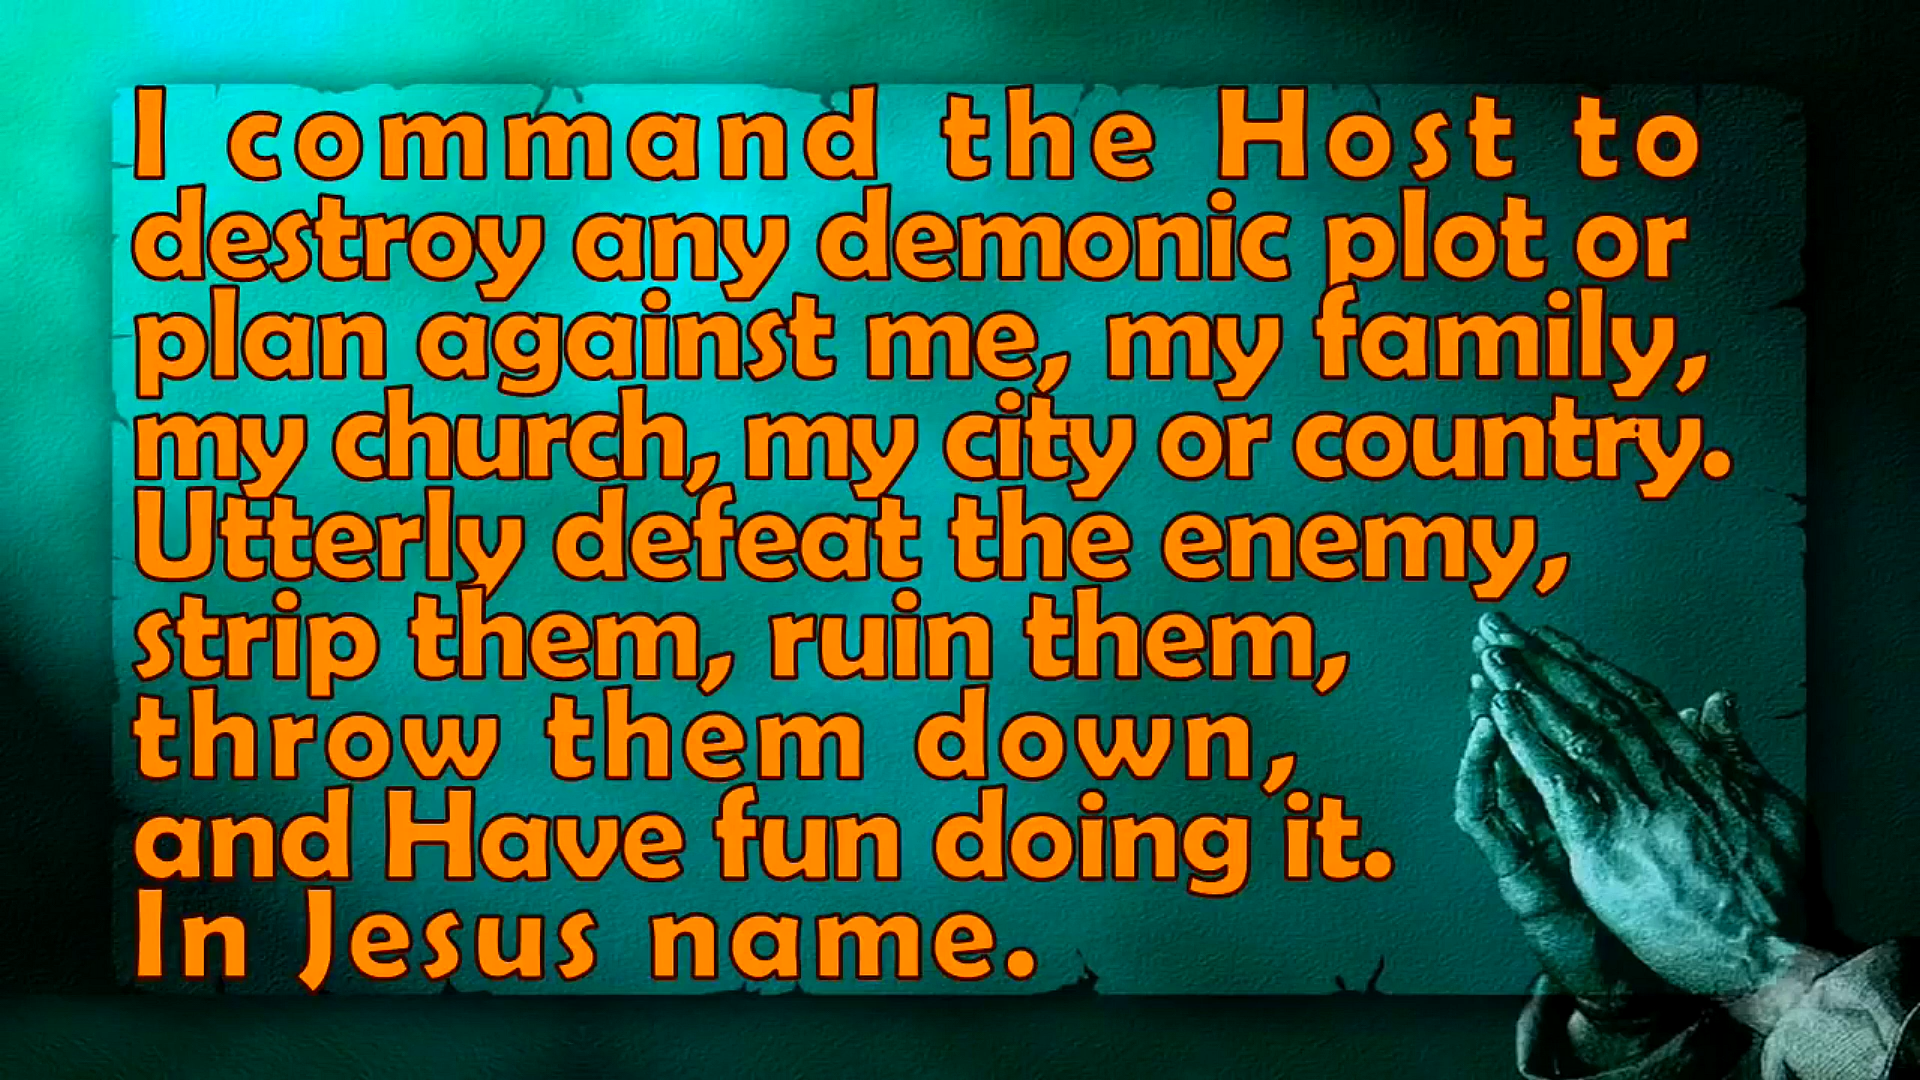 I command the Host to
destroy any demonic plot or
plan against me, my family,
my church, my city or country.
Utterly defeat the enemy,
strip them, ruin them,
throw them down,
and Have fun doing it.
In Jesus name.